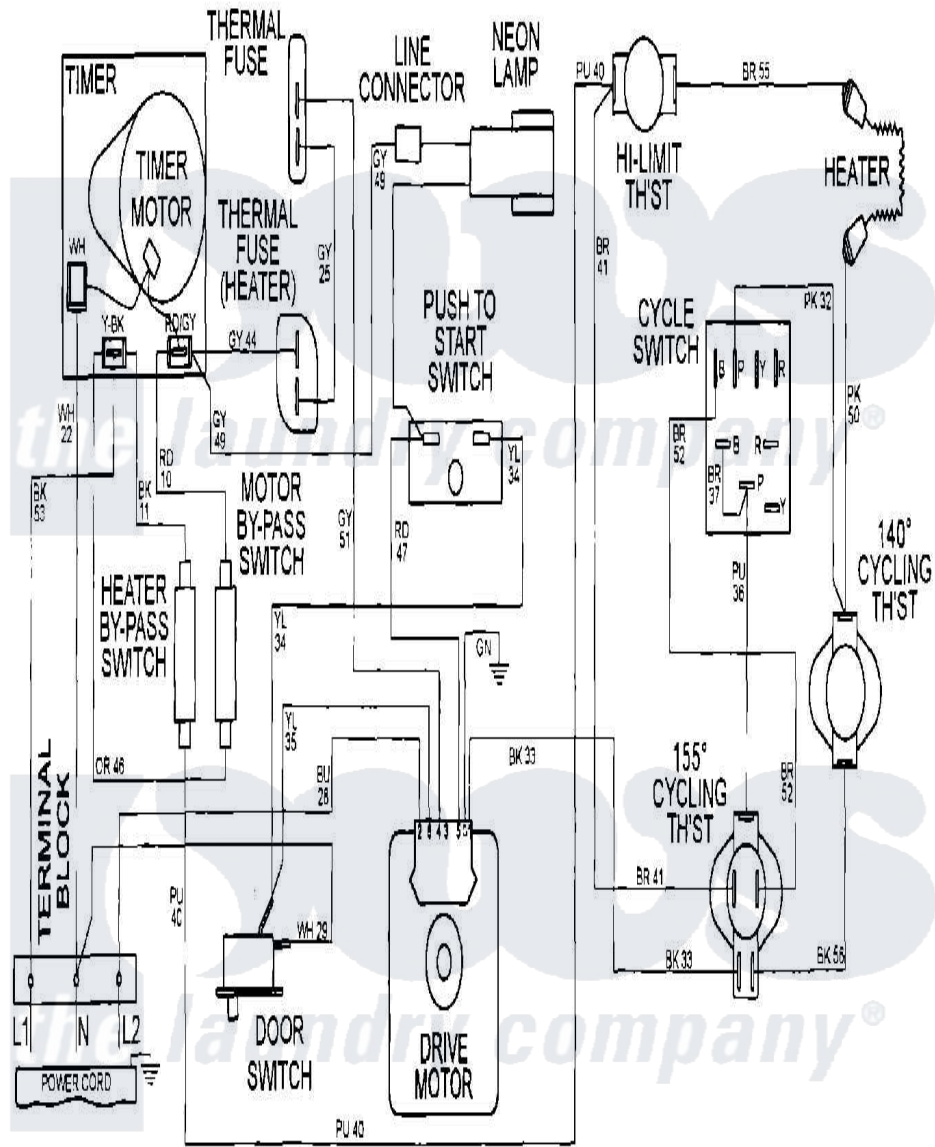 THERMAL
FUSE
LINE
CONNECTOR
NEON
LAMP
TIMER
TIMER
MOTOR
PU 40
BR 55
HI-LIMIT
TH'ST
HEATER
GY
49
WH
THERMAL
FUSE
(HEATER)
GY
25
BR
41
PUSH TO
START
SWITCH
CYCLE
SWITCH
PK 32
Y-BK
RD/GY
GY 44
B
P
Y
R
PK
50
WH
22
GY
49
BR
52
B
R
BR
37
P
Y
YL
34
the laundry company®
BK
53
BK
11
RD
10
MOTOR
BY-PASS
SWITCH
GY
51
RD
47
140°
CYCLING
TH'ST
HEATER
BY-PASS
SWITCH
PU
36
YL
34
GN
YL
35
OR 46
BU
28
BK 33
155°
CYCLING
TH'ST
BR
52
TERMINAL
BLOCK
2
4
3
5
PU
40
BR 41
WH 29
BK 33
BK 56
L1
N
L2
DOOR
SWITCH
DRIVE
MOTOR
the laundry company®
POWER CORD
PU 40